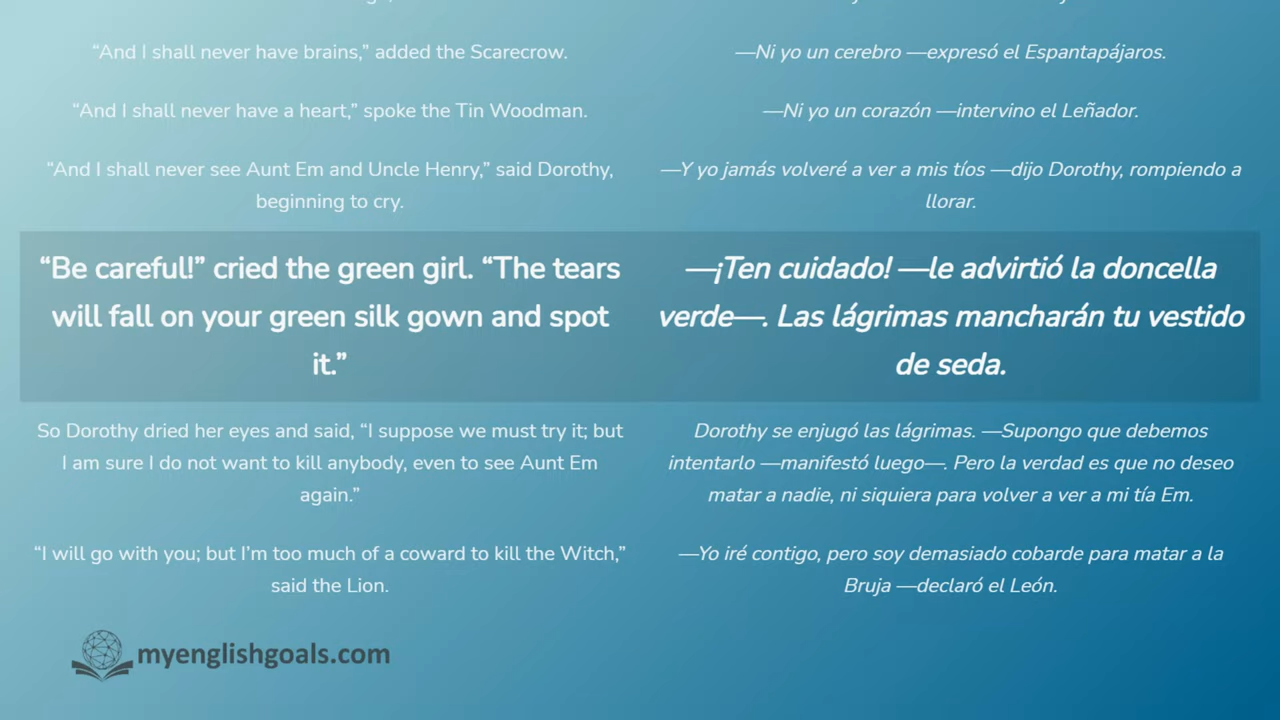 “And I shall never have brains,” added the Scarecrow.
—Ni yo un cerebro —expresó el Espantapájaros.
“And I shall never have a heart,” spoke the Tin Woodman.
—Ni yo un corazón —intervino el Leñador.
“And I shall never see Aunt Em and Uncle Henry,” said Dorothy,
beginning to cry.
—Y yo jamás volveré a ver a mis tíos —dijo Dorothy, rompiendo a
llorar.
“Be careful!” cried the green girl. “The tears
will fall on your green silk gown and spot
it.”
—¡Ten cuidado! —le advirtió la doncella
verde—. Las lágrimas mancharán tu vestido
de seda.
So Dorothy dried her eyes and said, “I suppose we must try it; but
I am sure I do not want to kill anybody, even to see Aunt Em
again.”
Dorothy se enjugó las lágrimas. —Supongo que debemos
intentarlo —manifestó luego—. Pero la verdad es que no deseo
matar a nadie, ni siquiera para volver a ver a mi tía Em.
“I will go with you; but I’m too much of a coward to kill the Witch,”
said the Lion.
—Yo iré contigo, pero soy demasiado cobarde para matar a la
Bruja —declaró el León.
myenglishgoals.com